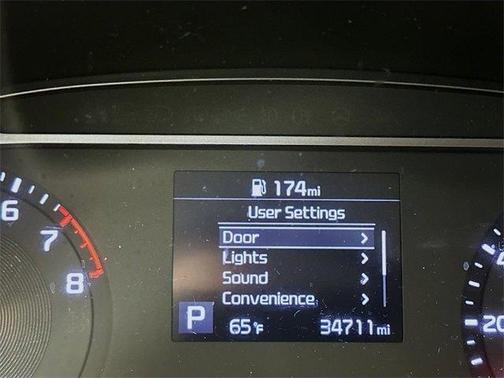 174mi
User Settings
Door >
Lights >
Sound >
Convenience >
P 65°F 34711mi
6
7
8
20